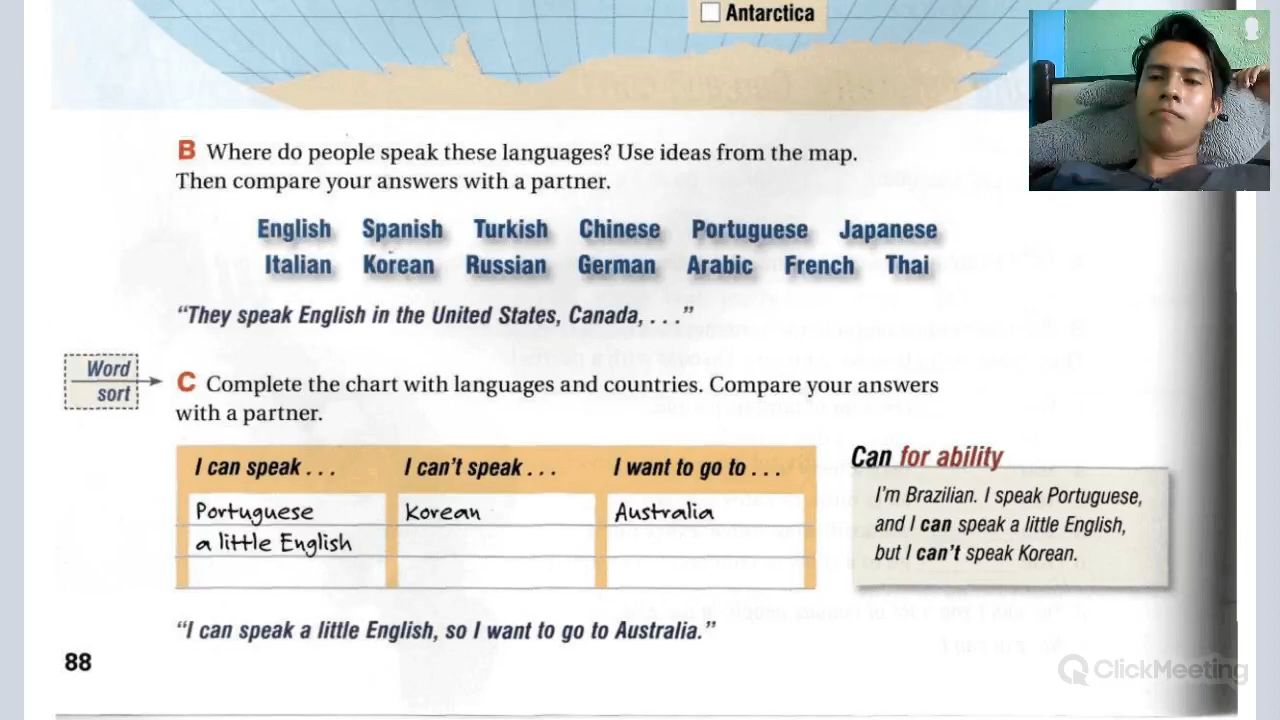 Antarctica
B Where do people speak these languages? Use ideas from the map.
Then compare your answers with a partner.
English Spanish Turkish Chinese Portuguese Japanese
Italian Korean Russian German Arabic French Thai
“They speak English in the United States, Canada, . . .”
Word
sort
C Complete the chart with languages and countries. Compare your answers
with a partner.
I can speak . . . I can’t speak . . . I want to go to . . .
Portuguese Korean Australia
a little English
Can for ability
I’m Brazilian. I speak Portuguese,
and I can speak a little English,
but I can’t speak Korean.
“I can speak a little English, so I want to go to Australia.”
88
ClickMeeting